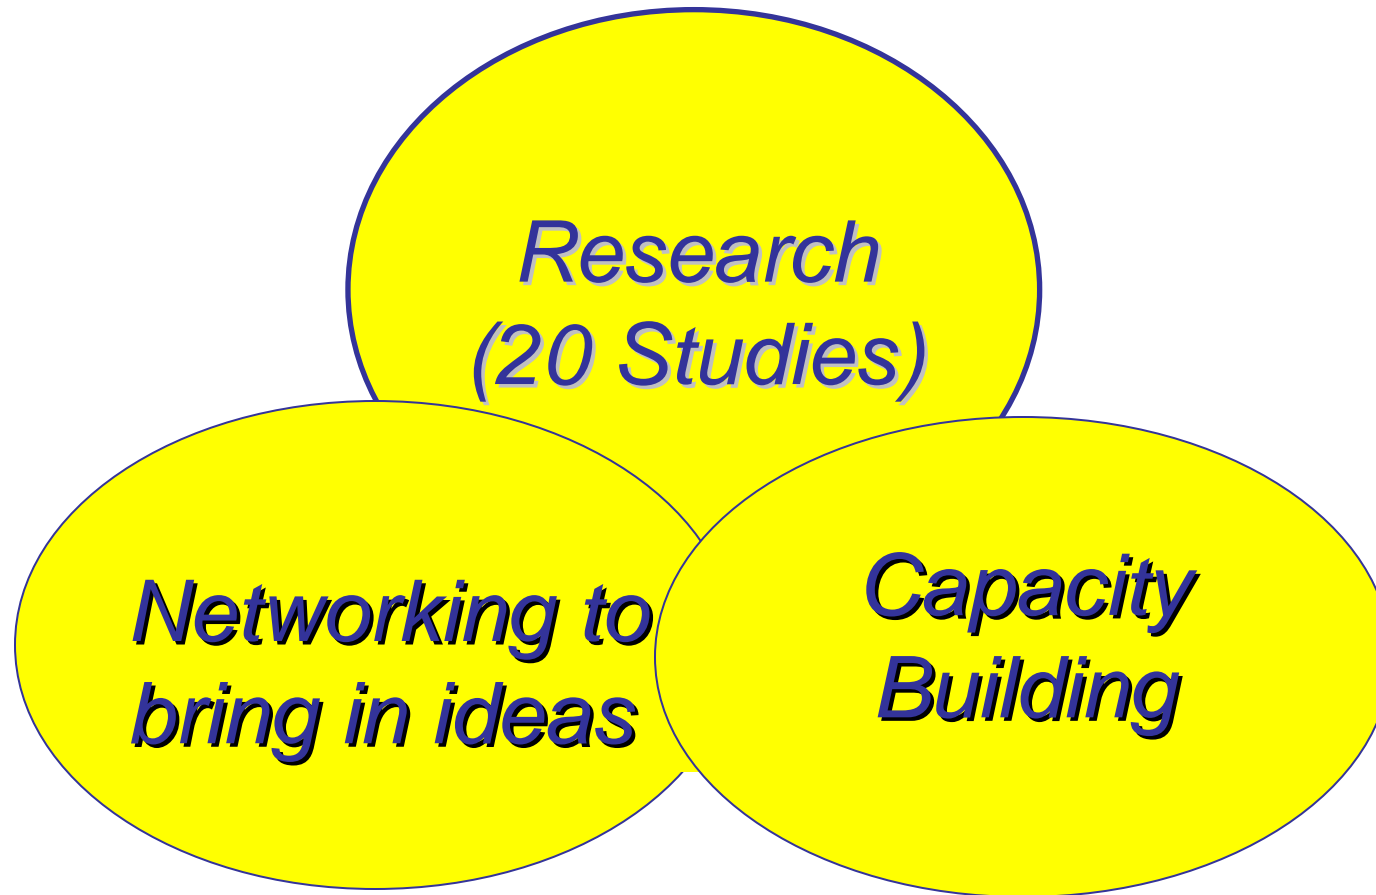 Research
(20 Studies)
Networking to
bring in ideas
Capacity
Building